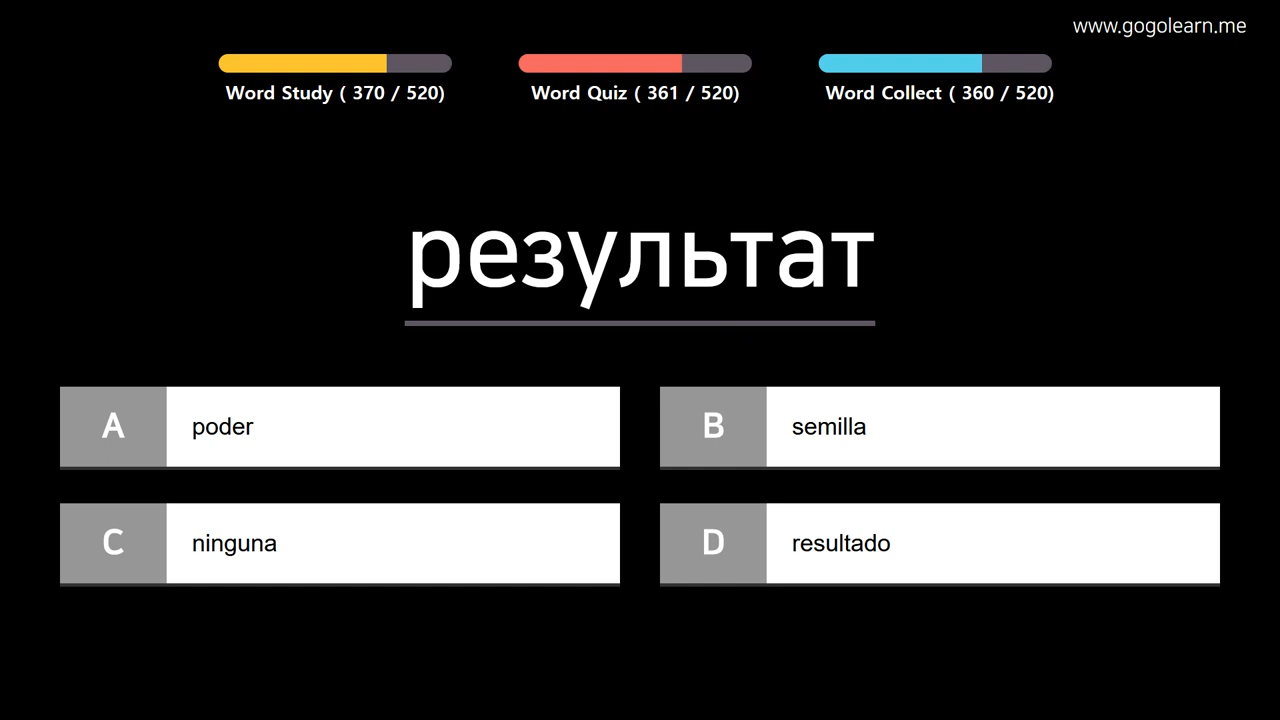 www.gogolearn.me
Word Study ( 370 / 520)
Word Quiz ( 361 / 520)
Word Collect ( 360 / 520)
результат
A poder
B semilla
C ninguna
D resultado